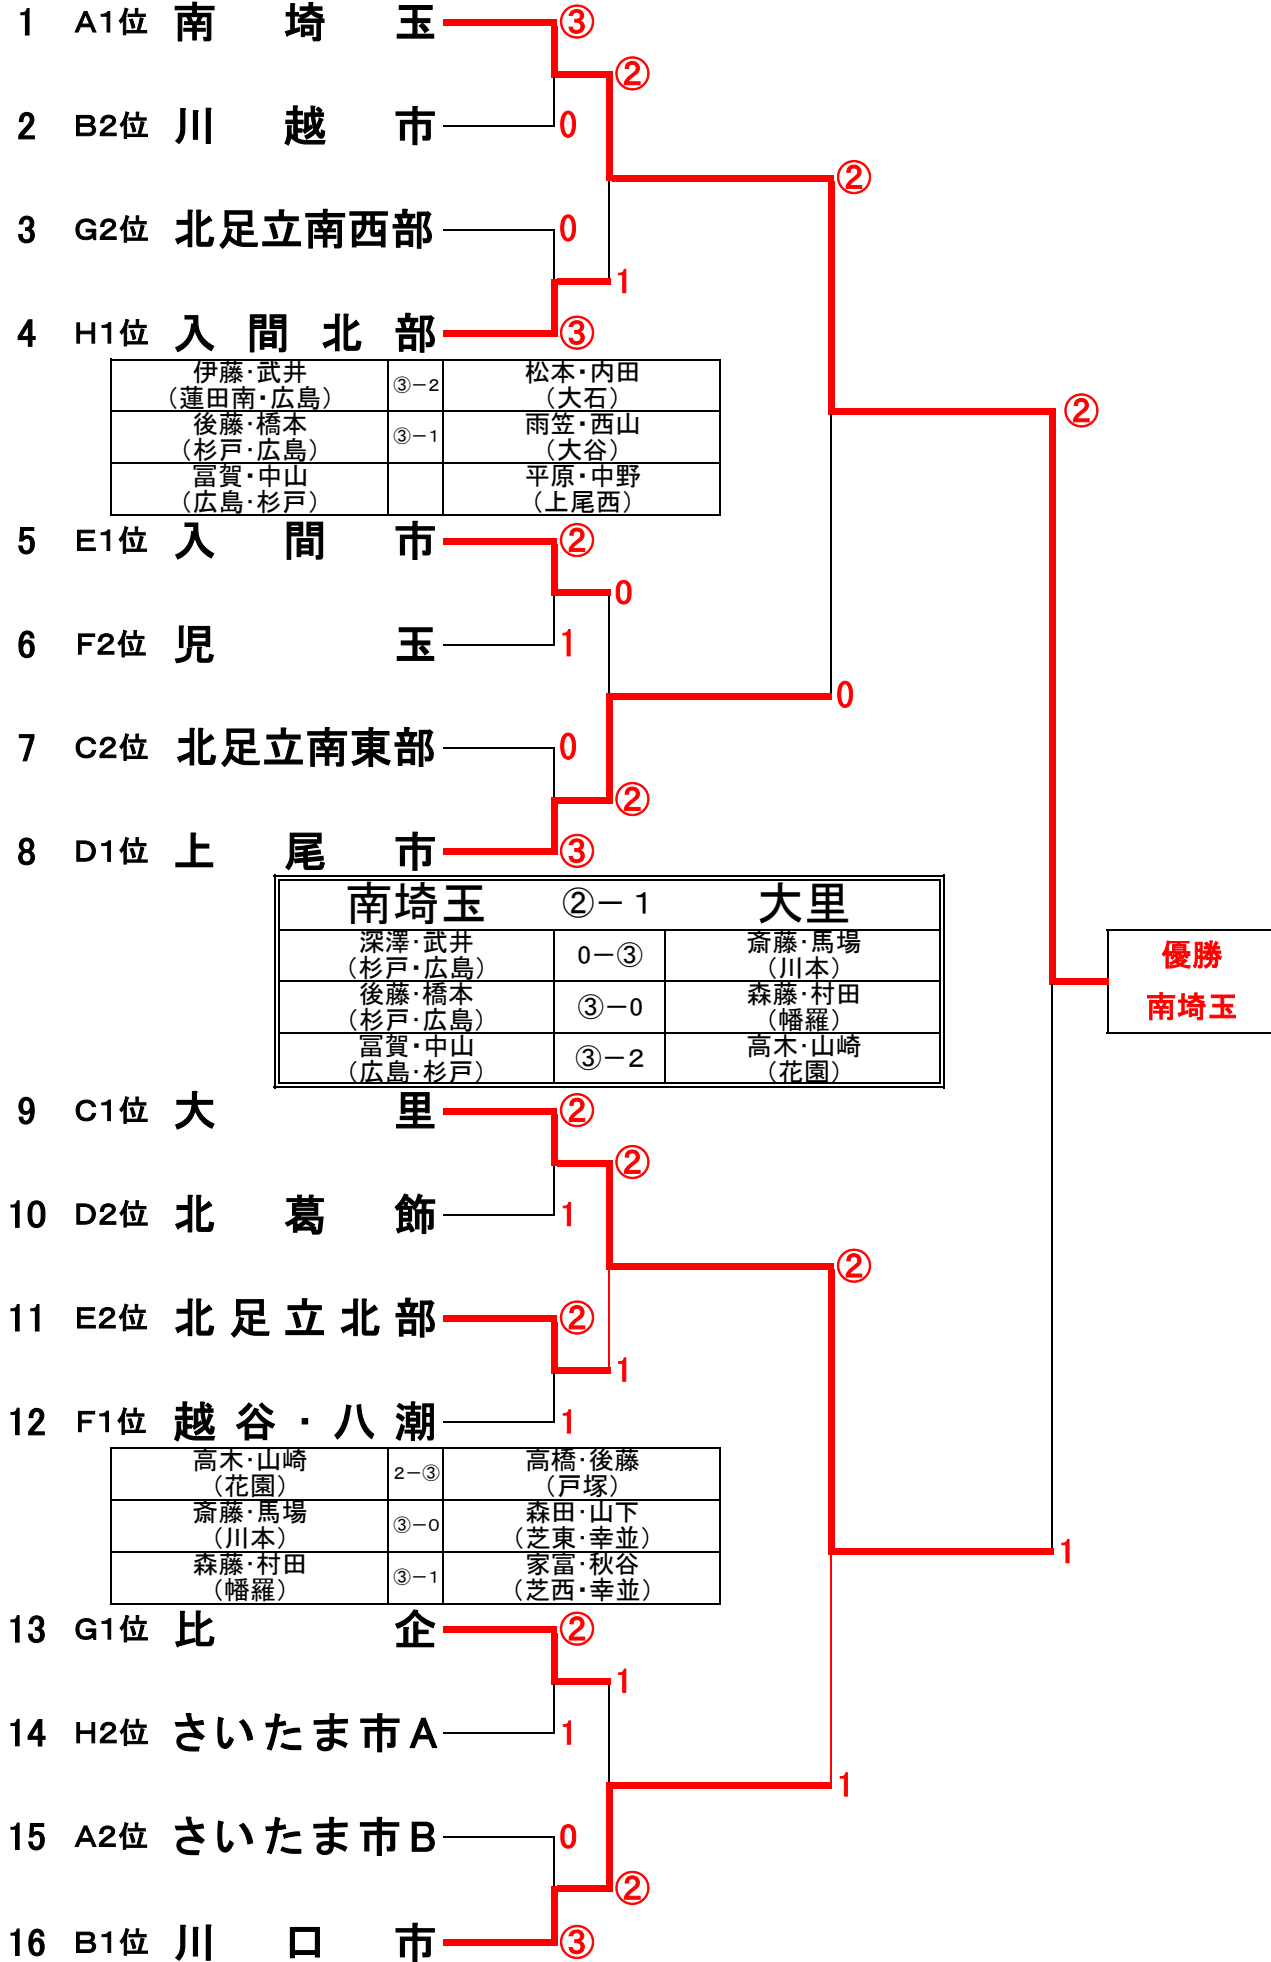 1 A1位 南埼玉 ③
②
2 B2位 川越市 0
②
3 G2位 北足立南西部 0
1
4 H1位 入間北部 ③
伊藤・武井 ③－2 松本・内田
（蓮田南・広島） （大石）
後藤・橋本 ③－1 雨笠・西山
（杉戸・広島） （大谷）
冨賀・中山 平原・中野
（広島・杉戸） （上尾西）
②
5 E1位 入間市 ②
0
6 F2位 児玉 1
0
7 C2位 北足立南東部 0
②
8 D1位 上尾市 ③
南埼玉 ②－1 大里
深澤・武井 0－③ 斎藤・馬場
（杉戸・広島） （川本）
後藤・橋本 ③－0 森藤・村田
（杉戸・広島） （幡羅）
冨賀・中山 ③－2 高木・山崎
（広島・杉戸） （花園）
優勝
南埼玉
9 C1位 大里 ②
②
10 D2位 北葛飾 1
②
11 E2位 北足立北部 ②
1
12 F1位 越谷・八潮 1
高木・山崎 2－③ 高橋・後藤
（花園） （戸塚）
斎藤・馬場 ③－0 森田・山下
（川本） （芝東・幸並）
森藤・村田 ③－1 家富・秋谷
（幡羅） （芝西・幸並）
1
13 G1位 比企 ②
1
14 H2位 さいたま市A 1
1
15 A2位 さいたま市B 0
②
16 B1位 川口市 ③